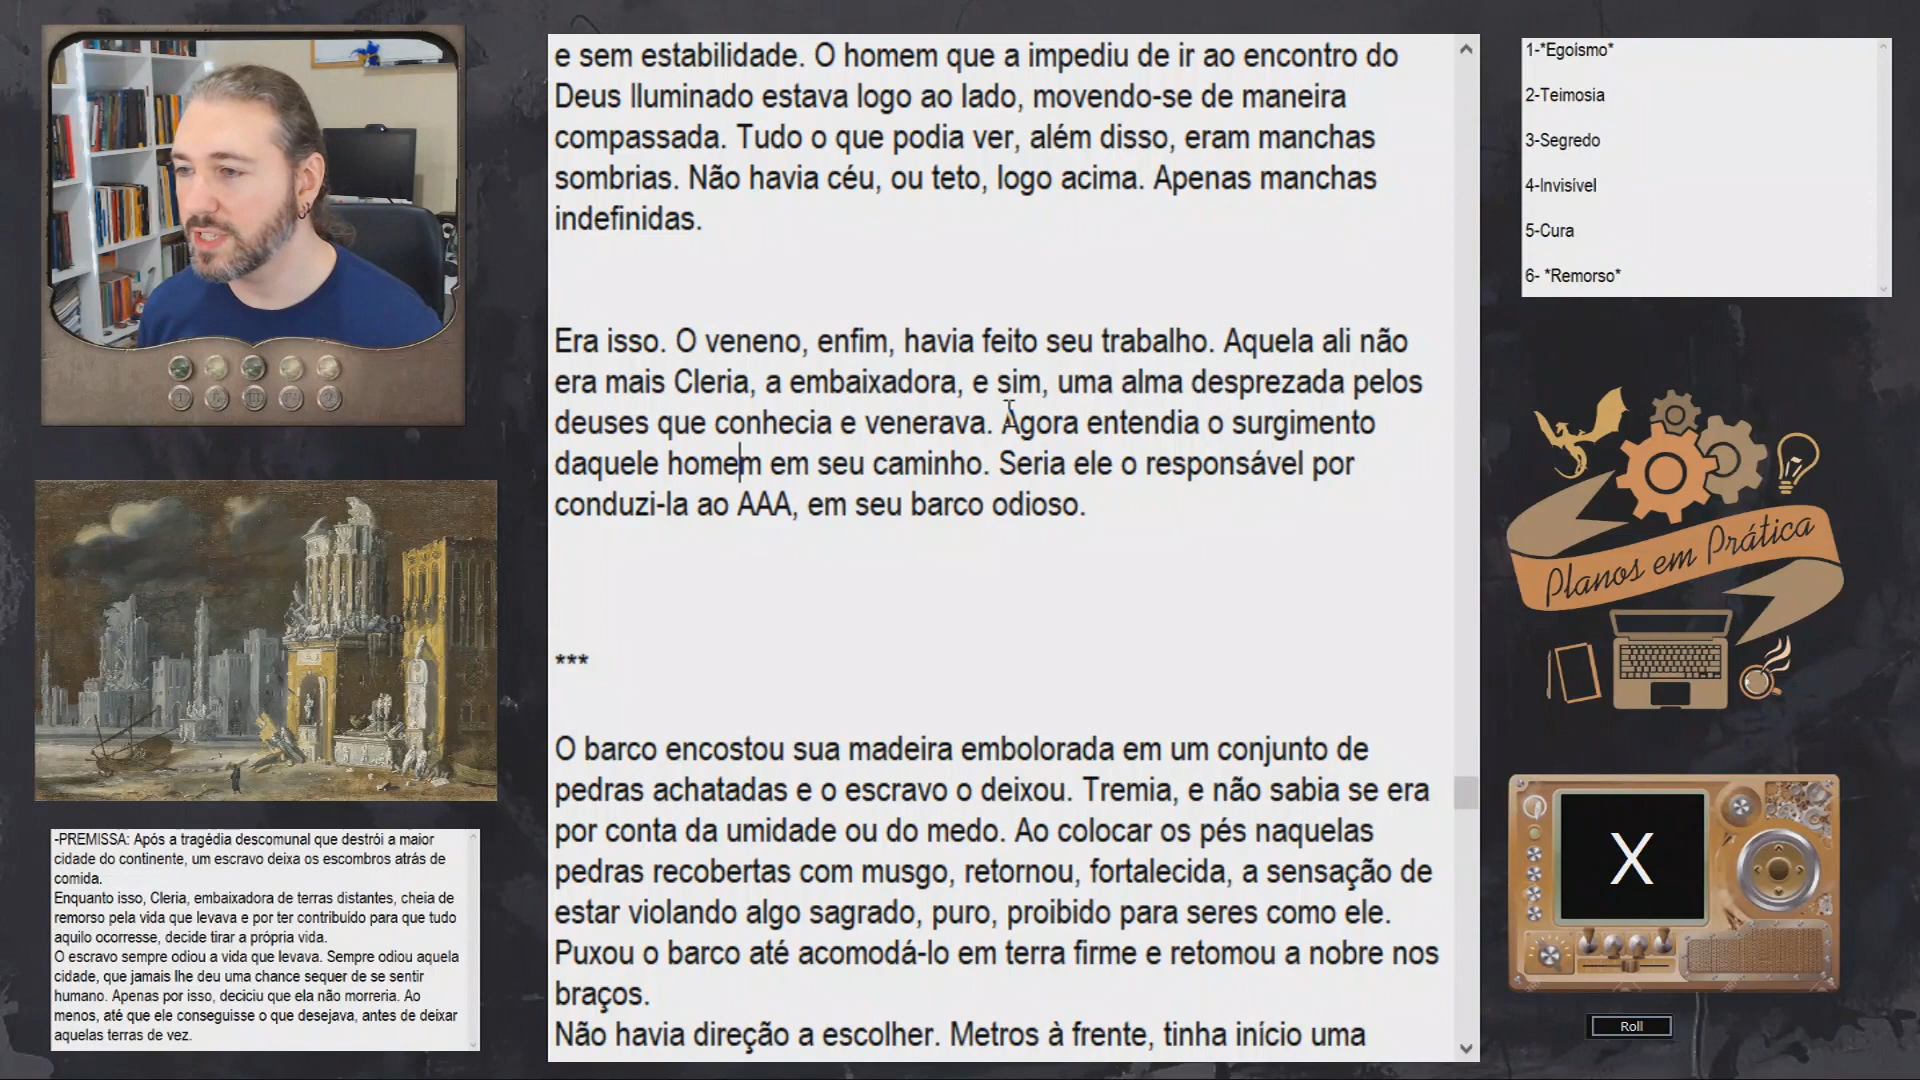 e sem estabilidade. O homem que a impediu de ir ao encontro do
Deus Iluminado estava logo ao lado, movendo-se de maneira
compassada. Tudo o que podia ver, além disso, eram manchas
sombrias. Não havia céu, ou teto, logo acima. Apenas manchas
indefinidas.
Era isso. O veneno, enfim, havia feito seu trabalho. Aquela ali não
era mais Cleria, a embaixadora, e sim, uma alma desprezada pelos
deuses que conhecia e venerava. Agora entendia o surgimento
daquele homem em seu caminho. Seria ele o responsável por
conduzi-la ao AAA, em seu barco odioso.
***
O barco encostou sua madeira embolorada em um conjunto de
pedras achatadas e o escravo o deixou. Tremia, e não sabia se era
por conta da umidade ou do medo. Ao colocar os pés naquelas
pedras recobertas com musgo, retornou, fortalecida, a sensação de
estar violando algo sagrado, puro, proibido para seres como ele.
Puxou o barco até acomodá-lo em terra firme e retomou a nobre nos
braços.
Não havia direção a escolher. Metros à frente, tinha início uma
1-*Egoísmo*
2-Teimosia
3-Segredo
4-Invisível
5-Cura
6- *Remorso*
Planos em Prática
X
Roll
-PREMISSA: Após a tragédia descomunal que destrói a maior
cidade do continente, um escravo deixa os escombros atrás de
comida.
Enquanto isso, Cleria, embaixadora de terras distantes, cheia de
remorso pela vida que levava e por ter contribuído para que tudo
aquilo ocorresse, decide tirar a própria vida.
O escravo sempre odiou a vida que levava. Sempre odiou aquela
cidade, que jamais lhe deu uma chance sequer de se sentir
humano. Apenas por isso, deciciu que ela não morreria. Ao
menos, até que ele conseguisse o que desejava, antes de deixar
aquelas terras de vez.